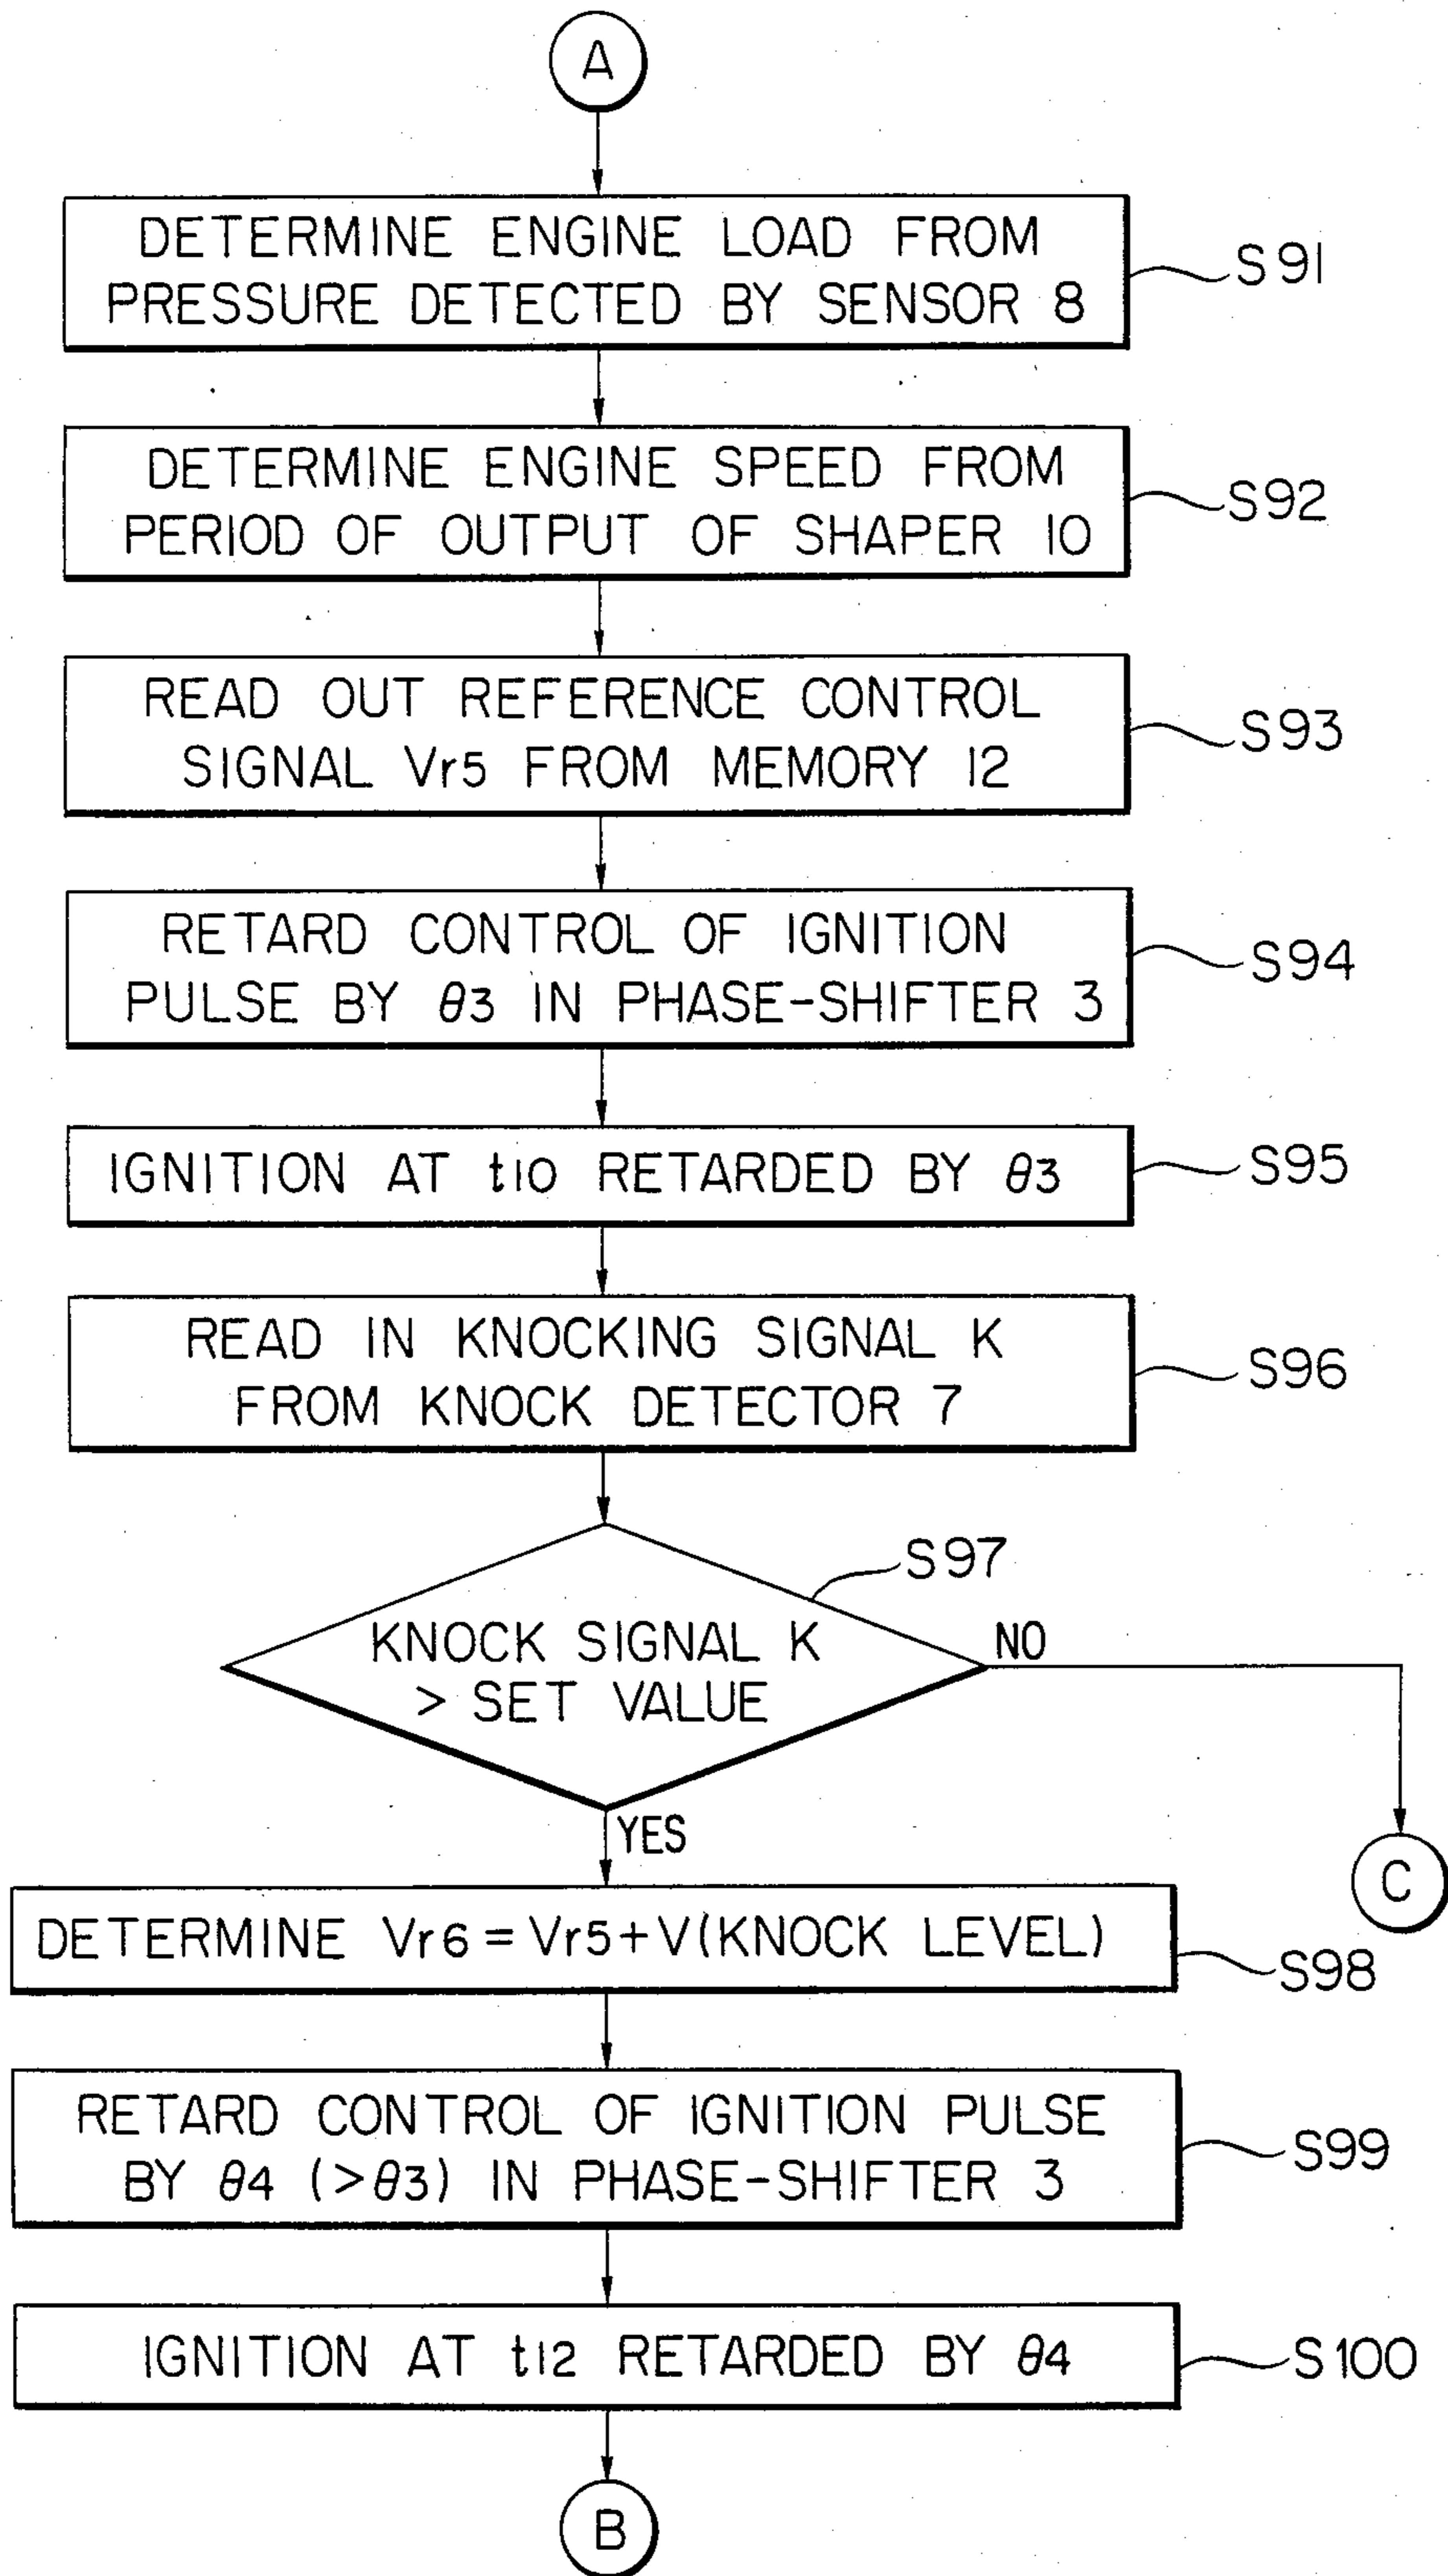 A
DETERMINE ENGINE LOAD FROM
PRESSURE DETECTED BY SENSOR 8
S91
DETERMINE ENGINE SPEED FROM
PERIOD OF OUTPUT OF SHAPER 10
S92
READ OUT REFERENCE CONTROL
SIGNAL Vr5 FROM MEMORY 12
S93
RETARD CONTROL OF IGNITION
PULSE BY θ3 IN PHASE-SHIFTER 3
S94
IGNITION AT t10 RETARDED BY θ3
S95
READ IN KNOCKING SIGNAL K
FROM KNOCK DETECTOR 7
S96
S97
KNOCK SIGNAL K
> SET VALUE
NO
YES
C
DETERMINE Vr6 = Vr5+V(KNOCK LEVEL)
S98
RETARD CONTROL OF IGNITION PULSE
BY θ4 (>θ3) IN PHASE-SHIFTER 3
S99
IGNITION AT t12 RETARDED BY θ4
S100
B